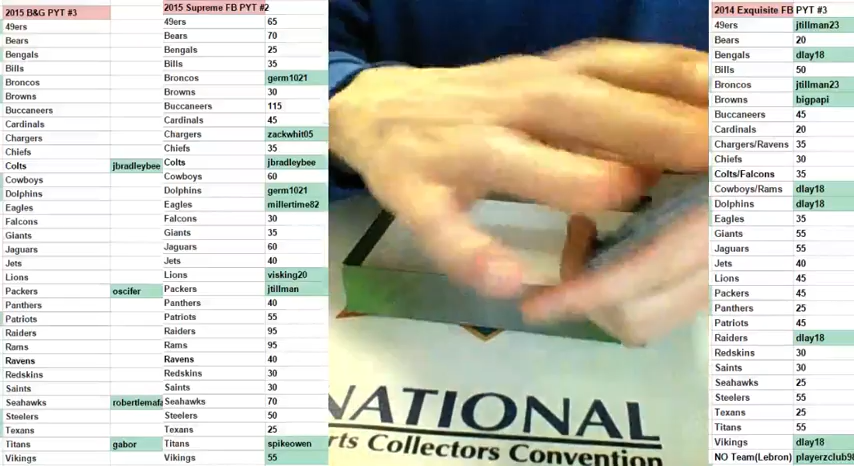 2015 B&G PYT #3
49ers
Bears
Bengals
Bills
Broncos
Browns
Buccaneers
Cardinals
Chargers
Chiefs
Colts jbradleybee
Cowboys
Dolphins
Eagles
Falcons
Giants
Jaguars
Jets
Lions
Packers oscifer
Panthers
Patriots
Raiders
Rams
Ravens
Redskins
Saints
Seahawks robertlemafa
Steelers
Texans
Titans gabor
Vikings
2015 Supreme FB PYT #2
49ers 65
Bears 70
Bengals 25
Bills 35
Broncos germ1021
Browns 30
Buccaneers 115
Cardinals 45
Chargers zackwhit05
Chiefs 35
Colts jbradleybee
Cowboys 60
Dolphins germ1021
Eagles millertime82
Falcons 30
Giants 35
Jaguars 60
Jets 40
Lions visking20
Packers jtillman
Panthers 40
Patriots 55
Raiders 95
Rams 95
Ravens 40
Redskins 30
Saints 30
Seahawks 70
Steelers 50
Texans 25
Titans spikeowen
Vikings 55
NATIONAL
rts Collectors Convention
2014 Exquisite FB PYT #3
49ers jtillman23
Bears 20
Bengals dlay18
Bills 50
Broncos jtillman23
Browns bigpapi
Buccaneers 45
Cardinals 20
Chargers/Ravens 35
Chiefs 30
Colts/Falcons 35
Cowboys/Rams dlay18
Dolphins dlay18
Eagles 35
Giants 55
Jaguars 55
Jets 40
Lions 45
Packers 45
Panthers 25
Patriots 45
Raiders dlay18
Redskins 30
Saints 30
Seahawks 25
Steelers 55
Texans 25
Titans 55
Vikings dlay18
NO Team(Lebron) playerzclub98